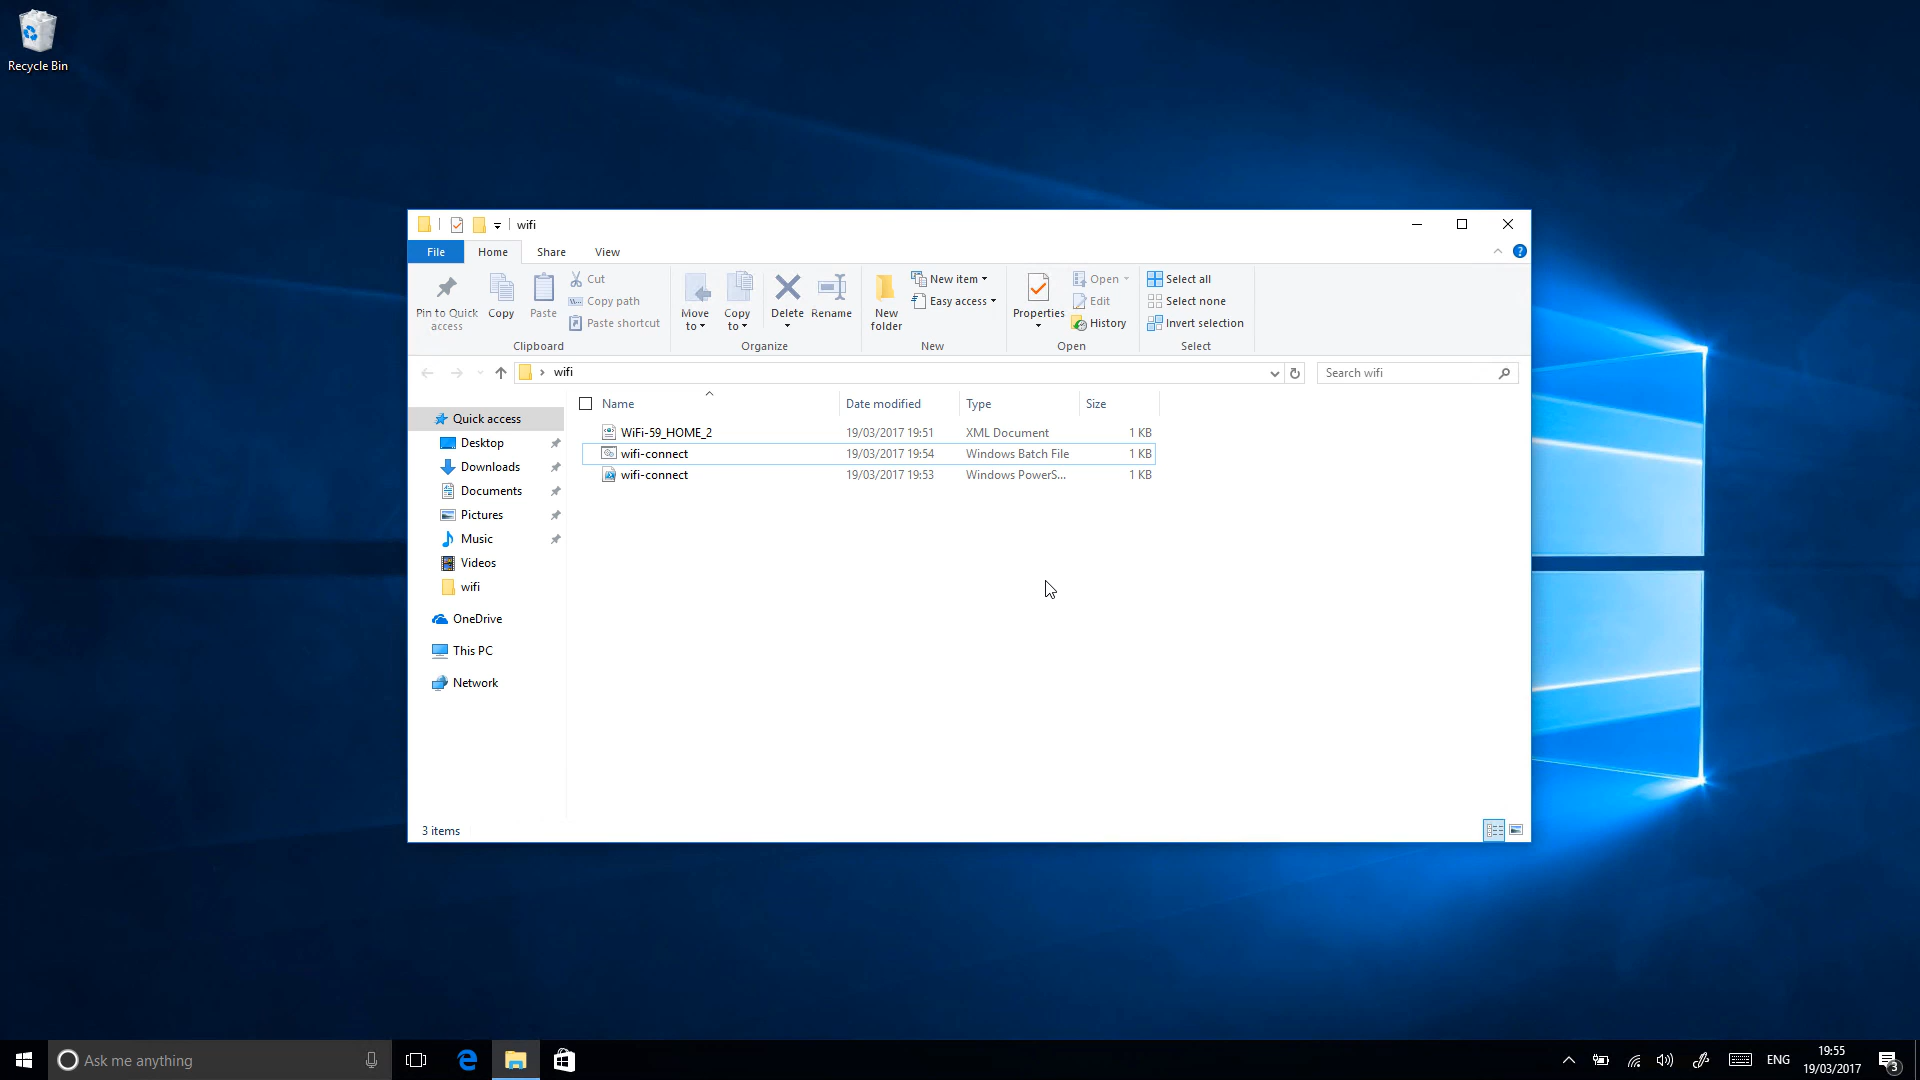 Recycle Bin
wifi
File
Home
Share
View
Pin to Quick
access
Copy
Paste
Cut
Copy path
Paste shortcut
Clipboard
Move
to
Copy
to
Delete
Rename
Organize
New
folder
New item
Easy access
New
Properties
Open
Edit
History
Open
Select all
Select none
Invert selection
Select
wifi
Search wifi
Name
Date modified
Type
Size
WiFi-59_HOME_2
19/03/2017 19:51
XML Document
1 KB
wifi-connect
19/03/2017 19:54
Windows Batch File
1 KB
wifi-connect
19/03/2017 19:53
Windows PowerS...
1 KB
Quick access
Desktop
Downloads
Documents
Pictures
Music
Videos
wifi
OneDrive
This PC
Network
3 items
Ask me anything
ENG
19:55
19/03/2017
3